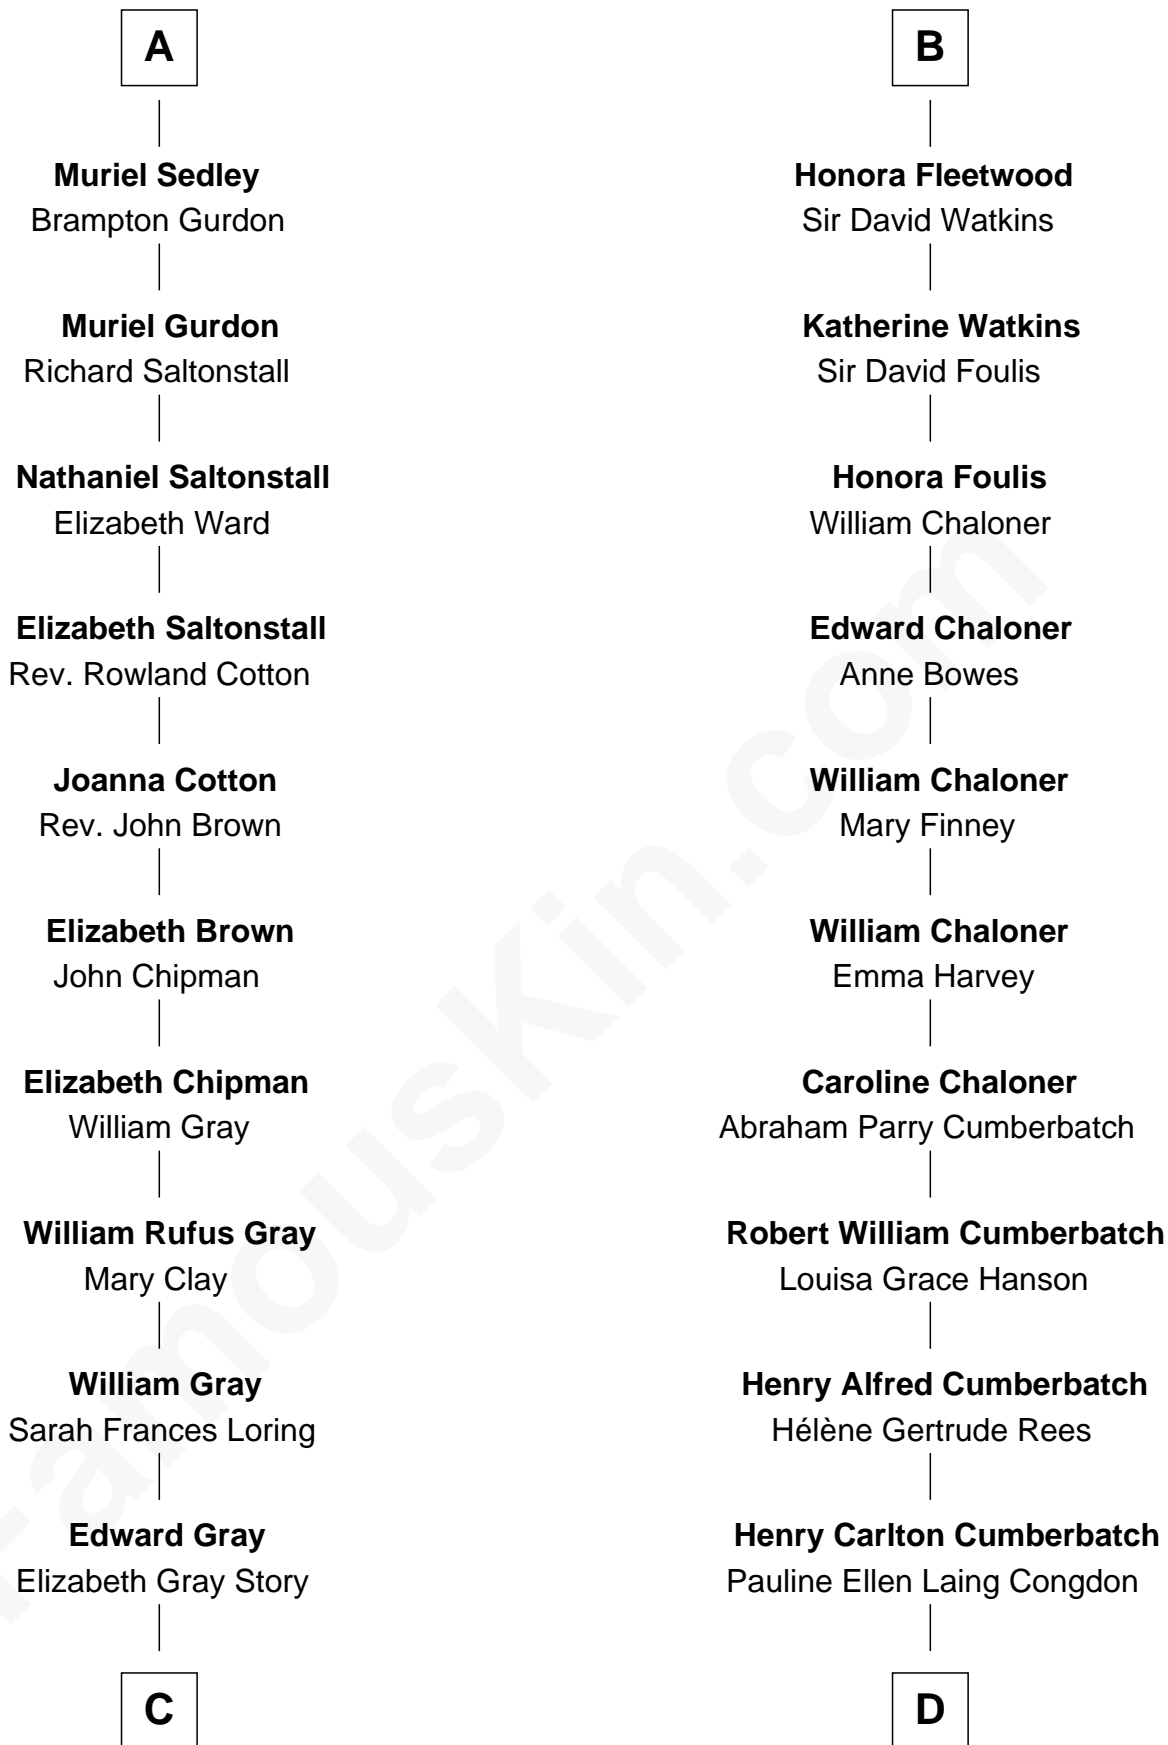 A
Muriel Sedley
Brampton Gurdon
Muriel Gurdon
Richard Saltonstall
Nathaniel Saltonstall
Elizabeth Ward
Elizabeth Saltonstall
Rev. Rowland Cotton
Joanna Cotton
Rev. John Brown
Elizabeth Brown
John Chipman
Elizabeth Chipman
William Gray
William Rufus Gray
Mary Clay
William Gray
Sarah Frances Loring
Edward Gray
Elizabeth Gray Story
C
B
Honora Fleetwood
Sir David Watkins
Katherine Watkins
Sir David Foulis
Honora Foulis
William Chaloner
Edward Chaloner
Anne Bowes
William Chaloner
Mary Finney
William Chaloner
Emma Harvey
Caroline Chaloner
Abraham Parry Cumberbatch
Robert William Cumberbatch
Louisa Grace Hanson
Henry Alfred Cumberbatch
Hélène Gertrude Rees
Henry Carlton Cumberbatch
Pauline Ellen Laing Congdon
D
FamousKin.com